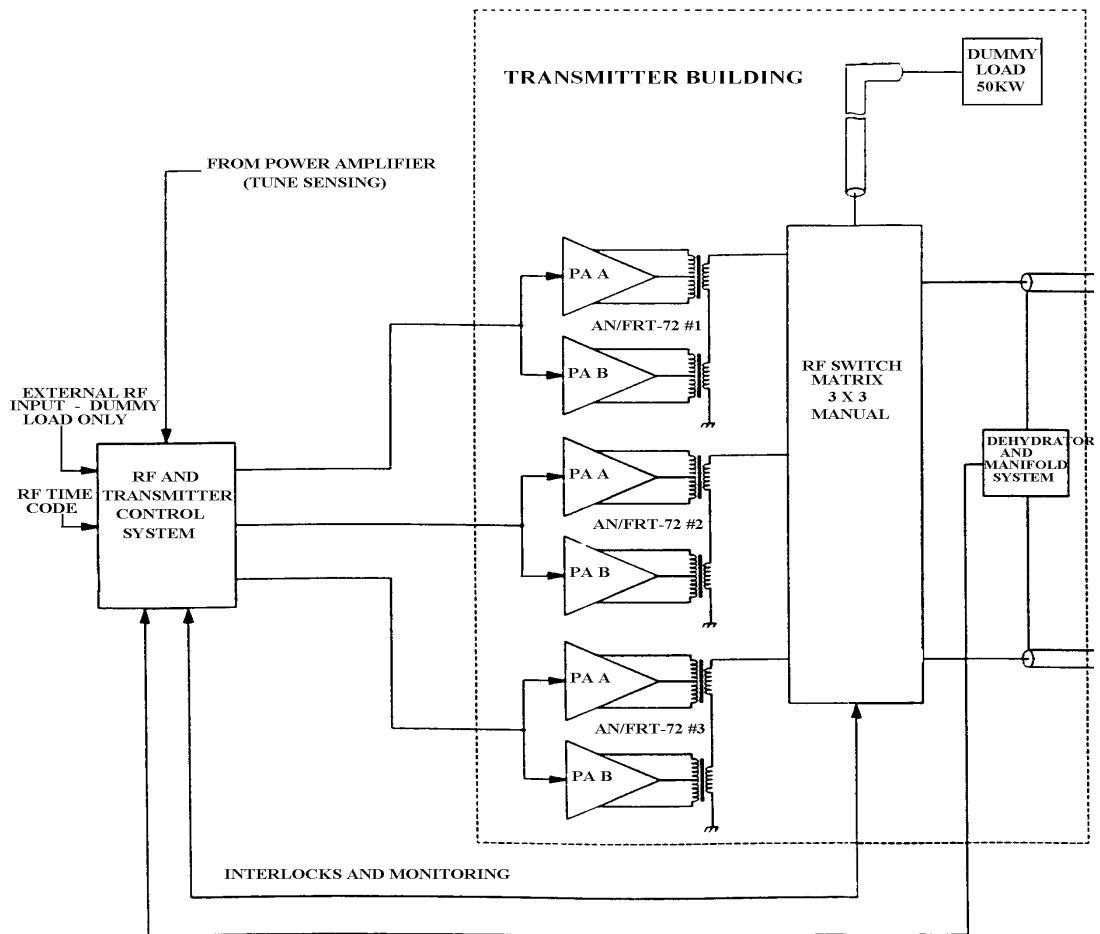 DUMMY
LOAD
50KW
TRANSMITTER BUILDING
FROM POWER AMPLIFIER
(TUNE SENSING)
PA A
AN/FRT-72 #1
PA B
RF SWITCH
MATRIX
3 X 3
MANUAL
EXTERNAL RF
INPUT - DUMMY
LOAD ONLY
RF TIME
CODE
RF AND
TRANSMITTER
CONTROL
SYSTEM
PA A
AN/FRT-72 #2
PA B
DEHYDRATOR
AND
MANIFOLD
SYSTEM
PA A
AN/FRT-72 #3
PA B
INTERLOCKS AND MONITORING